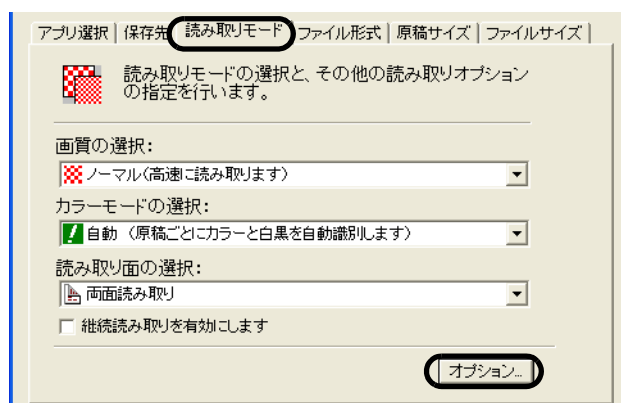 アプリ選択 保存先 読み取りモード ファイル形式 原稿サイズ ファイルサイズ
読み取りモードの選択と、その他の読み取りオプション
の指定を行います。
画質の選択:
ノーマル(高速に読み取ります)
カラーモードの選択:
自動 (原稿ごとにカラーと白黒を自動識別します)
読み取り面の選択:
両面読み取り
継続読み取りを有効にします
オプション...